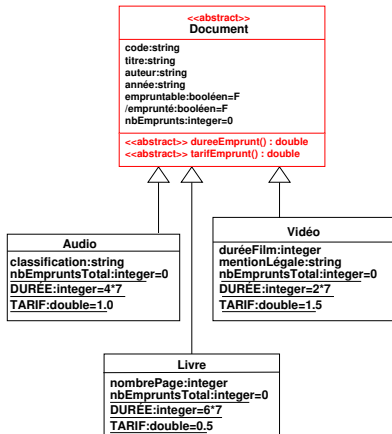 <<abstract>>
Document
code:string
titre:string
auteur:string
année:string
empruntable:booléen=F
/emprunté:booléen=F
nbEmprunts:integer=0
<<abstract>> dureeEmprunt() : double
<<abstract>> tarifEmprunt() : double
Audio
classification:string
nbEmpruntsTotal:integer=0
DURÉE:integer=4*7
TARIF:double=1.0
Vidéo
duréeFilm:integer
mentionLégale:string
nbEmpruntsTotal:integer=0
DURÉE:integer=2*7
TARIF:double=1.5
Livre
nombrePage:integer
nbEmpruntsTotal:integer=0
DURÉE:integer=6*7
TARIF:double=0.5